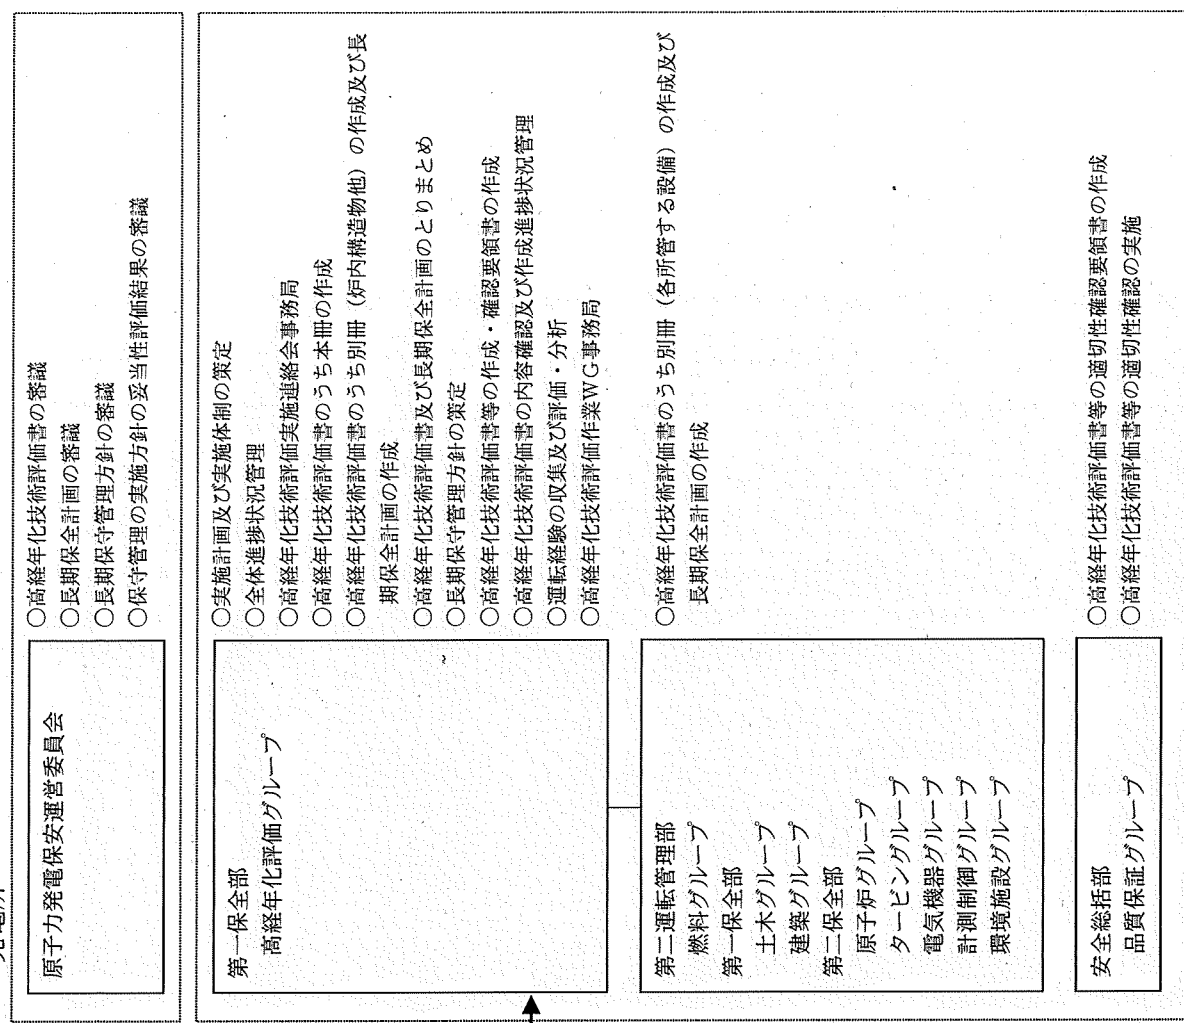 発電所
原子力発電保安運営委員会
○高経年化技術評価書の審議
○長期保全計画の審議
○長期保守管理方針の審議
○保守管理の実施方針の妥当性評価結果の審議
第一保全部
高経年化評価グループ
○実施計画及び実施体制の策定
○全体進捗状況管理
○高経年化技術評価実施連絡会事務局
○高経年化技術評価書のうち本冊の作成
○高経年化技術評価書のうち別冊（炉内構造物他）の作成及び長
期保全計画の作成
○高経年化技術評価書及び長期保全計画のとりまとめ
○長期保守管理方針の策定
○高経年化技術評価書等の作成・確認要領書の作成
○高経年化技術評価書の内容確認及び作成進捗状況管理
○運転経験の収集及び評価・分析
○高経年化技術評価作業WG事務局
第二運転管理部
燃料グループ
第一保全部
土木グループ
建築グループ
第二保全部
原子炉グループ
タービングループ
電気機器グループ
計測制御グループ
環境施設グループ
○高経年化技術評価書のうち別冊（各所管する設備）の作成及び
長期保全計画の作成
安全総括部
品質保証グループ
○高経年化技術評価書等の適切性確認要領書の作成
○高経年化技術評価書等の適切性確認の実施